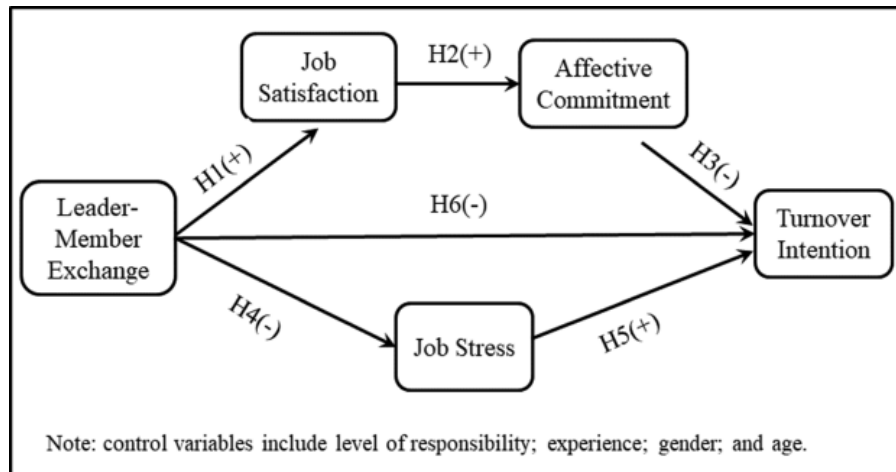 Job
Satisfaction
H2(+)
Affective
Commitment
H1(+)
H3(-)
Leader-
Member
Exchange
H6(-)
Turnover
Intention
H4(-)
Job Stress
H5(+)
Note: control variables include level of responsibility; experience; gender; and age.